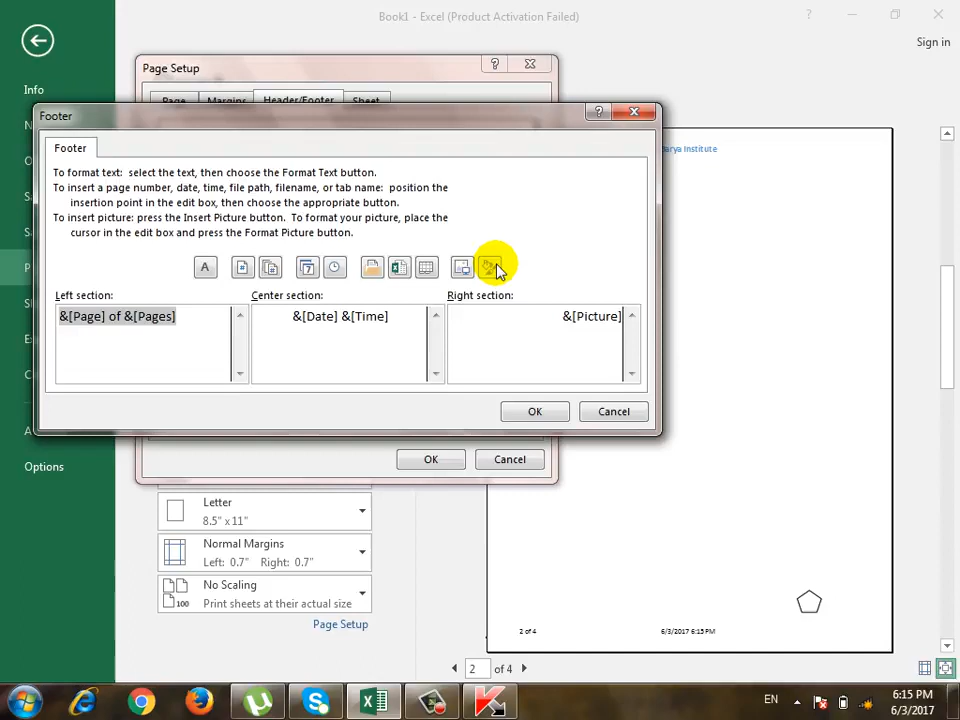 Book1 - Excel (Product Activation Failed)
Sign in
Page Setup
Page Margins Header/Footer Sheet
Info
Footer
Footer
To format text: select the text, then choose the Format Text button.
To insert a page number, date, time, file path, filename, or tab name: position the
insertion point in the edit box, then choose the appropriate button.
To insert picture: press the Insert Picture button. To format your picture, place the
cursor in the edit box and press the Format Picture button.
Left section: Center section: Right section:
&[Page] of &[Pages] &[Date] &[Time] &[Picture]
OK Cancel
OK Cancel
Options
Letter
8.5" x 11"
Normal Margins
Left: 0.7" Right: 0.7"
No Scaling
100 Print sheets at their actual size
Page Setup
Institute
2 of 4 6/3/2017 6:15 PM
2 of 4
EN 6:15 PM
6/3/2017